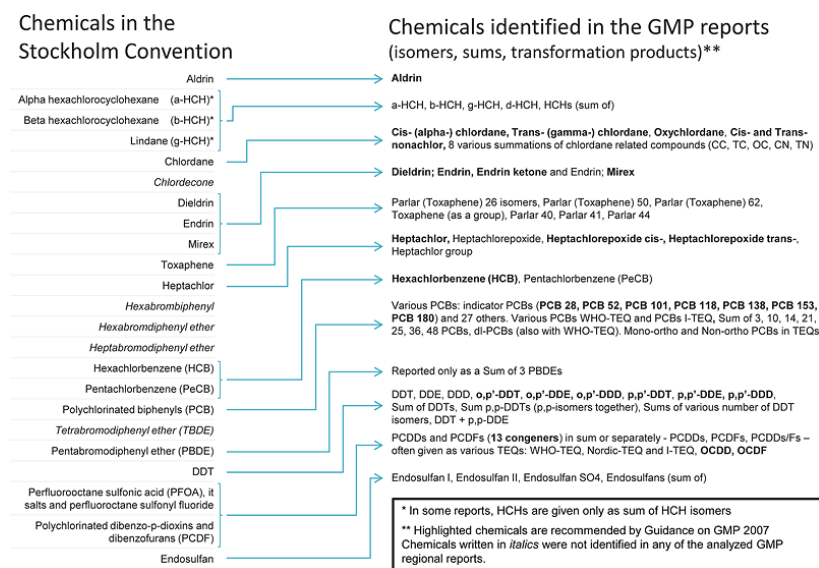 Chemicals in the
Stockholm Convention
Aldrin
Alpha hexachlorocyclohexane (a-HCH)*
Beta hexachlorocyclohexane (b-HCH)*
Lindane (g-HCH)*
Chlordane
Chlordecone
Dieldrin
Endrin
Mirex
Toxaphene
Heptachlor
Hexabrombiphenyl
Hexabromdiphenyl ether
Heptabromodiphenyl ether
Hexachlorbenzene (HCB)
Pentachlorbenzene (PeCB)
Polychlorinated biphenyls (PCB)
Tetrabromodiphenyl ether (TBDE)
Pentabromodiphenyl ether (PBDE)
DDT
Perfluorooctane sulfonic acid (PFOA), it
salts and perfluoroctane sulfonyl fluoride
Polychlorinated dibenzo-p-dioxins and
dibenzofurans (PCDF)
Endosulfan
Chemicals identified in the GMP reports
(isomers, sums, transformation products)**
Aldrin
a-HCH, b-HCH, g-HCH, d-HCH, HCHs (sum of)
Cis- (alpha-) chlordane, Trans- (gamma-) chlordane, Oxychlordane, Cis- and Trans-
nonachlor, 8 various summations of chlordane related compounds (CC, TC, OC, CN, TN)
Dieldrin; Endrin, Endrin ketone and Endrin; Mirex
Parlar (Toxaphene) 26 isomers, Parlar (Toxaphene) 50, Parlar (Toxaphene) 62,
Toxaphene (as a group), Parlar 40, Parlar 41, Parlar 44
Heptachlor, Heptachlorepoxide, Heptachlorepoxide cis-, Heptachlorepoxide trans-,
Heptachlor group
Hexachlorbenzene (HCB), Pentachlorbenzene (PeCB)
Various PCBs: indicator PCBs (PCB 28, PCB 52, PCB 101, PCB 118, PCB 138, PCB 153,
PCB 180) and 27 others. Various PCBs WHO-TEQ and PCBs I-TEQ, Sum of 3, 10, 14, 21,
25, 36, 48 PCBs, dl-PCBs (also with WHO-TEQ). Mono-ortho and Non-ortho PCBs in TEQs
Reported only as a Sum of 3 PBDEs
DDT, DDE, DDD, o,p'-DDT, o,p'-DDE, o,p'-DDD, p,p'-DDT, p,p'-DDE, p,p'-DDD,
Sum of DDTs, Sum p,p-DDTs (p,p-isomers together), Sums of various number of DDT
isomers, DDT + p,p-DDE
PCDDs and PCDFs (13 congeners) in sum or separately - PCDDs, PCDFs, PCDDs/Fs –
often given as various TEQs: WHO-TEQ, Nordic-TEQ and I-TEQ, OCDD, OCDF
Endosulfan I, Endosulfan II, Endosulfan SO4, Endosulfans (sum of)
* In some reports, HCHs are given only as sum of HCH isomers
** Highlighted chemicals are recommended by Guidance on GMP 2007
Chemicals written in italics were not identified in any of the analyzed GMP
regional reports.